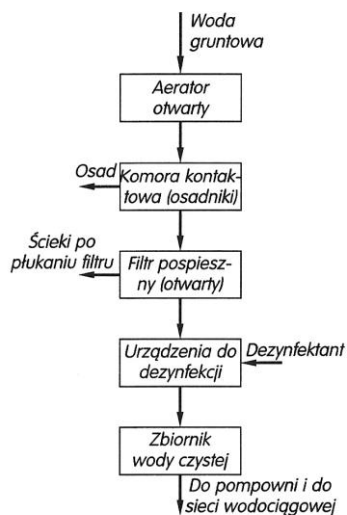 Woda
gruntowa
Aerator
otwarty
Osad
Komora kontak-
towa (osadniki)
Ścieki po
płukaniu filtru
Filtr pospiesz-
ny (otwarty)
Urządzenia do
dezynfekcji
Dezynfektant
Zbiornik
wody czystej
Do pompowni i do
sieci wodociągowej